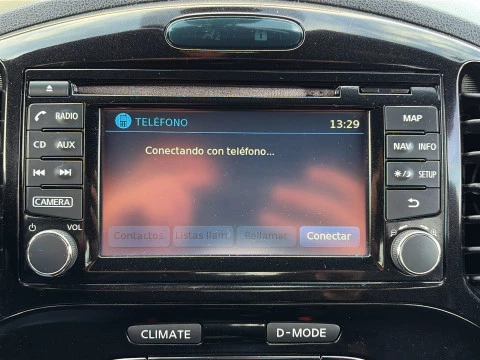 RADIO
CD AUX
CAMERA
VOL
TELÉFONO 13:29
Conectando con teléfono...
Contactos Listas llam. Rellamar Conectar
MAP
NAV INFO
SETUP
CLIMATE D-MODE